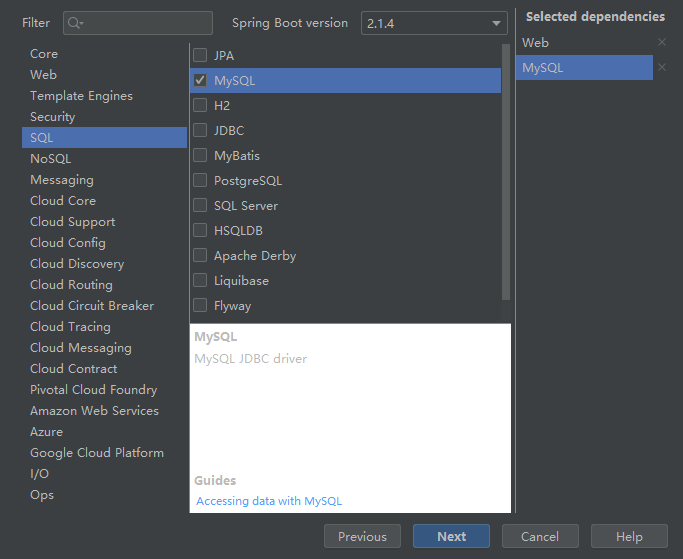 Filter
Spring Boot version
2.1.4
Selected dependencies
Core
Web
Template Engines
Security
SQL
NoSQL
Messaging
Cloud Core
Cloud Support
Cloud Config
Cloud Discovery
Cloud Routing
Cloud Circuit Breaker
Cloud Tracing
Cloud Messaging
Cloud Contract
Pivotal Cloud Foundry
Amazon Web Services
Azure
Google Cloud Platform
I/O
Ops
JPA
MySQL
H2
JDBC
MyBatis
PostgreSQL
SQL Server
HSQLDB
Apache Derby
Liquibase
Flyway
MySQL
MySQL JDBC driver
Guides
Accessing data with MySQL
Web
MySQL
Previous
Next
Cancel
Help